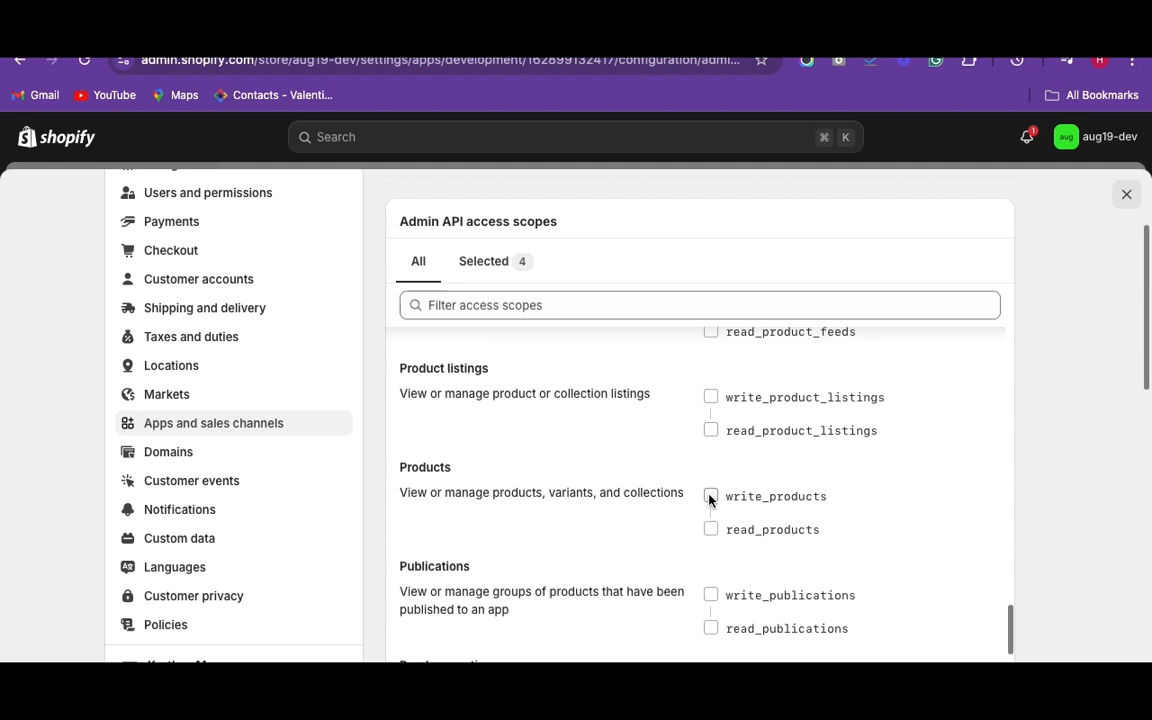 admin.shopify.com/store/aug19-dev/settings/apps/development/162899132417/configuration/admi...
H
Gmail
YouTube
Maps
Contacts - Valenti...
All Bookmarks
shopify
Search
⌘ K
1
aug
aug19-dev
Users and permissions
Payments
Checkout
Customer accounts
Shipping and delivery
Taxes and duties
Locations
Markets
Apps and sales channels
Domains
Customer events
Notifications
Custom data
Languages
Customer privacy
Policies
Admin API access scopes
All
Selected 4
Filter access scopes
read_product_feeds
Product listings
View or manage product or collection listings
write_product_listings
read_product_listings
Products
View or manage products, variants, and collections
write_products
read_products
Publications
View or manage groups of products that have been
published to an app
write_publications
read_publications